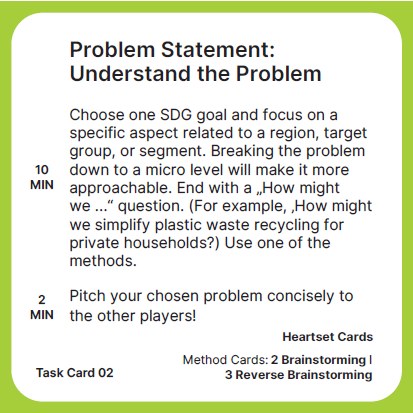 Problem Statement:
Understand the Problem
Choose one SDG goal and focus on a
specific aspect related to a region, target
group, or segment. Breaking the problem
10
MIN
down to a micro level will make it more
approachable. End with a „How might
we ...“ question. (For example, ‚How might
we simplify plastic waste recycling for
private households?) Use one of the
methods.
2
MIN
Pitch your chosen problem concisely to
the other players!
Heartset Cards
Method Cards: 2 Brainstorming I
3 Reverse Brainstorming
Task Card 02